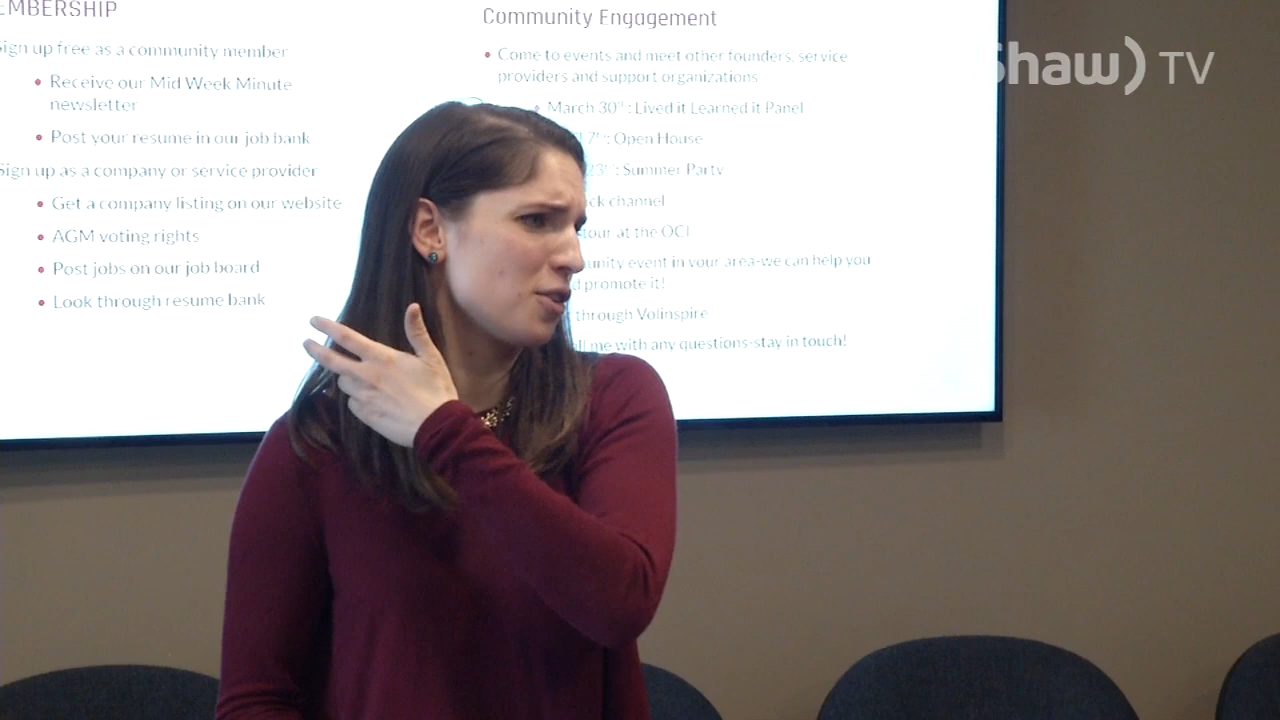 EMBERSHIP
Sign up free as a community member
• Receive our Mid Week Minute
newsletter
• Post your resume in our job bank
Sign up as a company or service provider
• Get a company listing on our website
• AGM voting rights
• Post jobs on our job board
• Look through resume bank
Community Engagement
• Come to events and meet other founders, service
providers and support organizations
• March 30th : Lived it Learned it Panel
7th : Open House
23rd : Summer Party
ck channel
tour at the OCI
unity event in your area-we can help you
d promote it!
t through Volinspire
ll me with any questions-stay in touch!
Shaw) TV